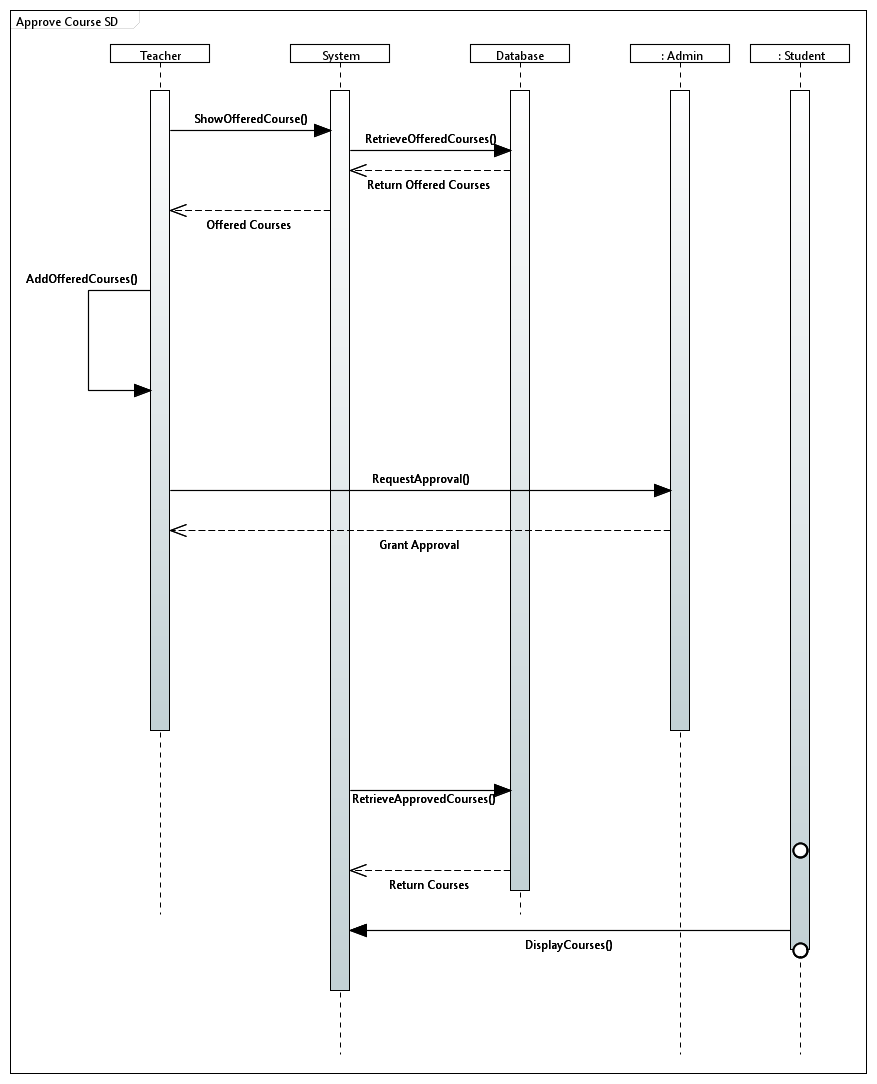 Approve Course SD
Teacher
System
Database
: Admin
: Student
ShowOfferedCourse()
RetrieveOfferedCourses()
Return Offered Courses
Offered Courses
AddOfferedCourses()
RequestApproval()
Grant Approval
RetrieveApprovedCourses()
Return Courses
DisplayCourses()